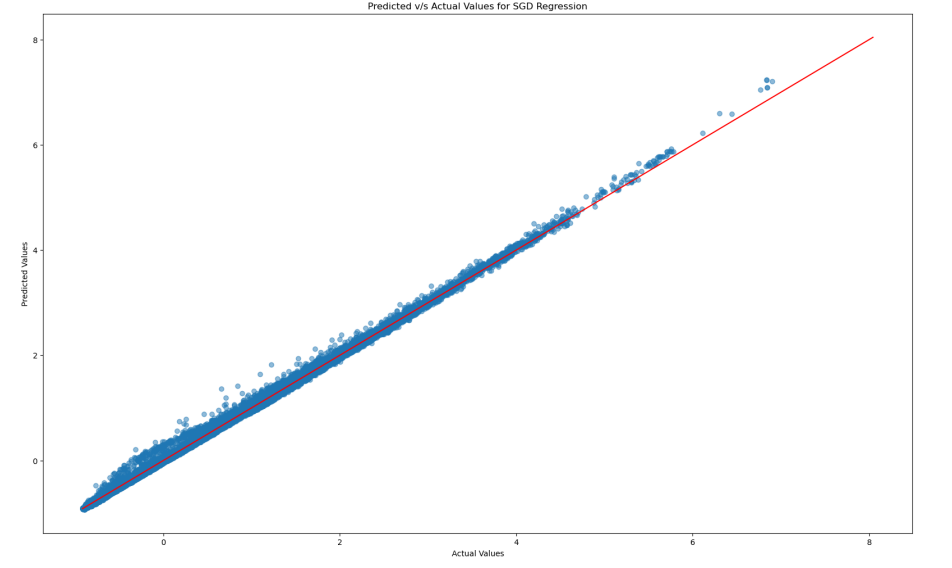 Predicted v/s Actual Values for SGD Regression
8
6
4
2
0
Predicted Values
0 2 4 6 8
Actual Values